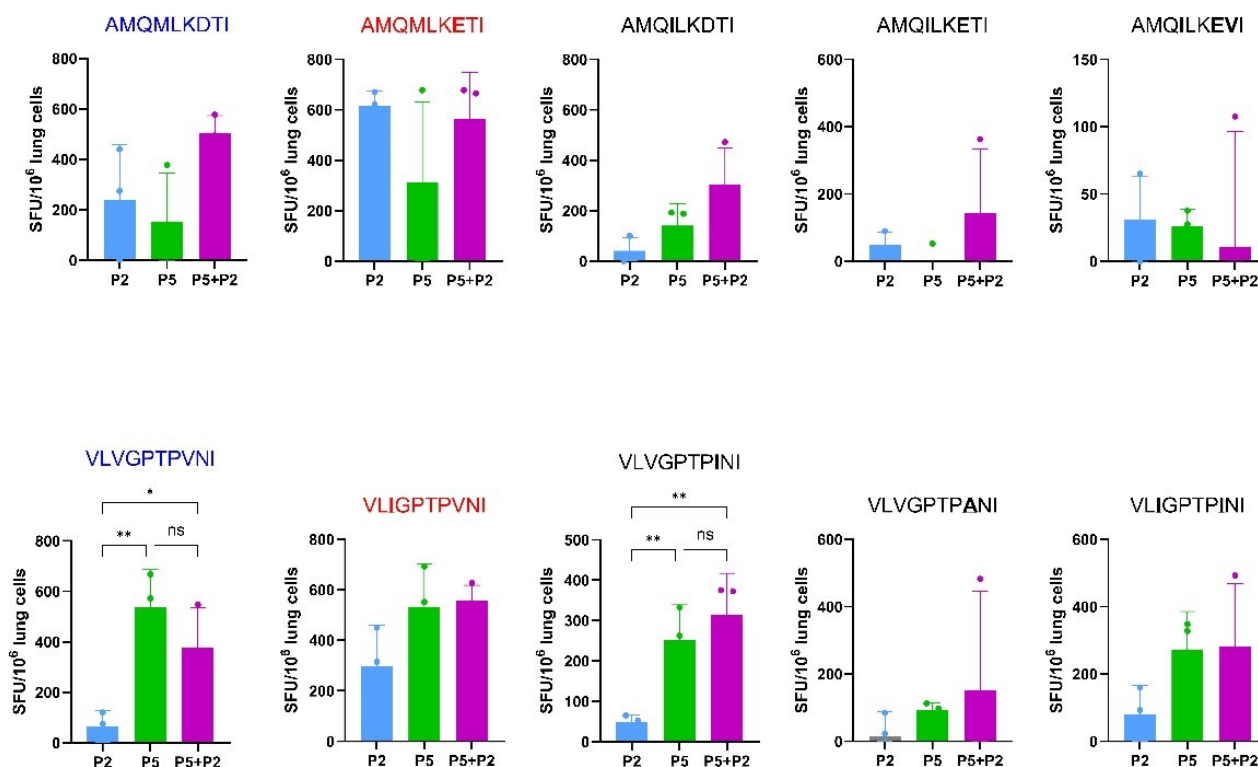 AMQMLKDTI
800
600
400
200
0
SFU/10⁶ lung cells
P2 P5 P5+P2
AMQMLKETI
800
600
400
200
0
SFU/10⁶ lung cells
P2 P5 P5+P2
AMQILKDTI
800
600
400
200
0
SFU/10⁶ lung cells
P2 P5 P5+P2
AMQILKETI
600
400
200
0
SFU/10⁶ lung cells
P2 P5 P5+P2
AMQILKEVI
150
100
50
0
SFU/10⁶ lung cells
P2 P5 P5+P2
VLVGPTPVNI
*
** ns
800
600
400
200
0
SFU/10⁶ lung cells
P2 P5 P5+P2
VLIGPTPVNI
800
600
400
200
0
SFU/10⁶ lung cells
P2 P5 P5+P2
VLVGPTPINI
**
** ns
500
400
300
200
100
0
SFU/10⁶ lung cells
P2 P5 P5+P2
VLVGPTPANI
600
400
200
0
SFU/10⁶ lung cells
P2 P5 P5+P2
VLIGPTPINI
600
400
200
0
SFU/10⁶ lung cells
P2 P5 P5+P2